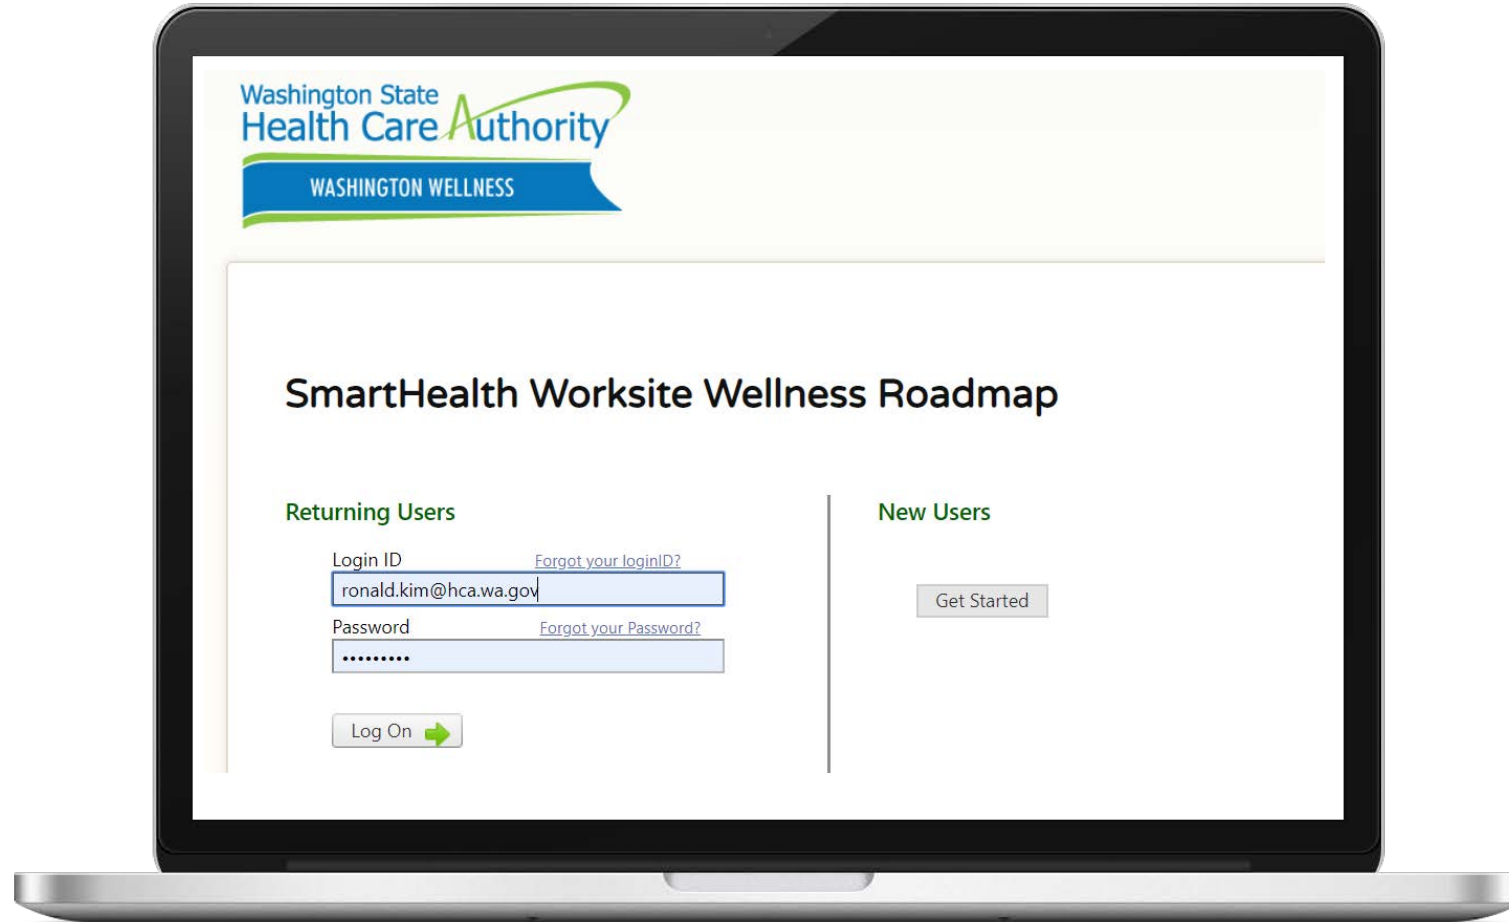 Washington State
Health Care Authority
WASHINGTON WELLNESS
SmartHealth Worksite Wellness Roadmap
Returning Users
Login ID
Forgot your loginID?
ronald.kim@hca.wa.gov
Password
Forgot your Password?
•••••••••
Log On
New Users
Get Started